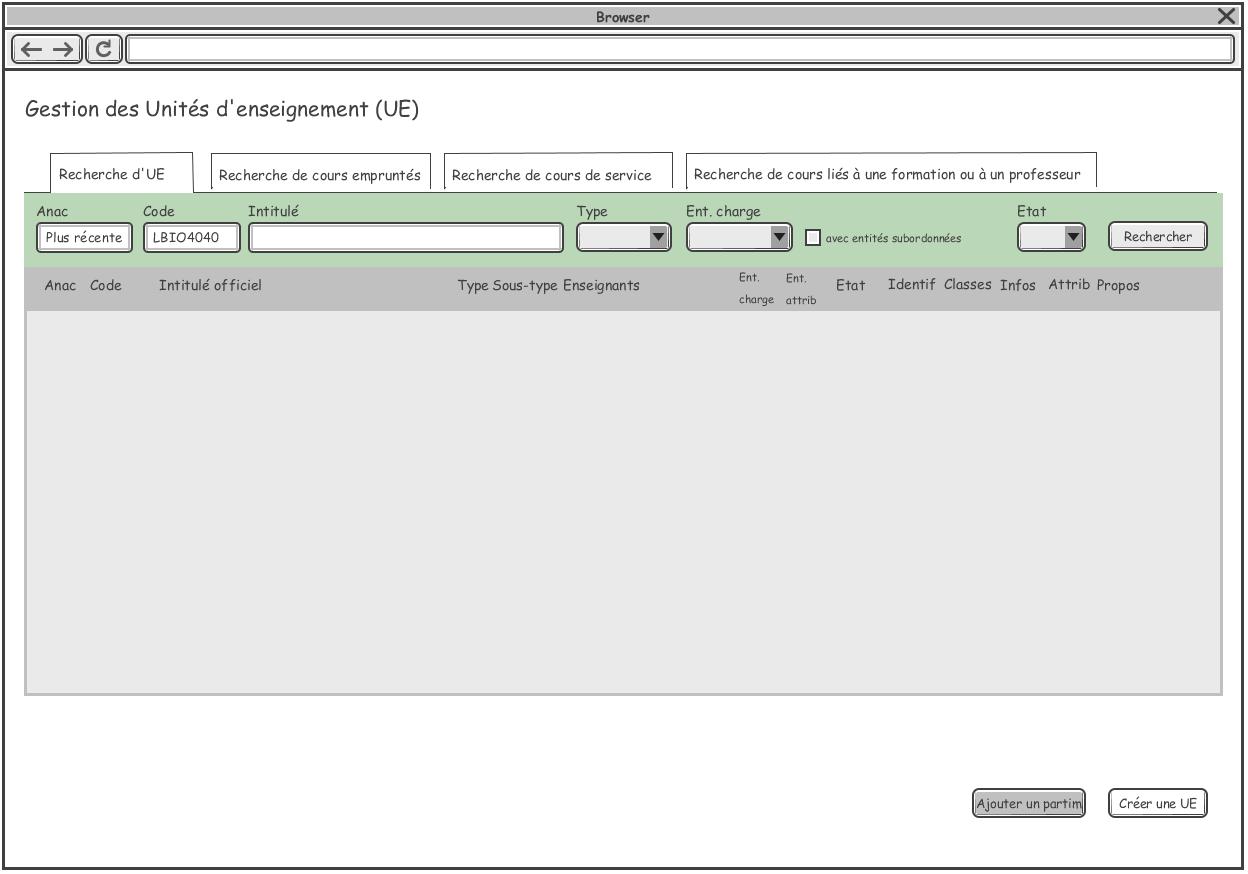 Browser
Gestion des Unités d'enseignement (UE)
Recherche d'UE Recherche de cours empruntés Recherche de cours de service Recherche de cours liés à une formation ou à un professeur
Anac Code Intitulé Type Ent. charge Etat
Plus récente LBIO4040 avec entités subordonnées Rechercher
Anac Code Intitulé officiel Type Sous-type Enseignants Ent. charge Ent. attrib Etat Identif Classes Infos Attrib Propos
Ajouter un partim Créer une UE